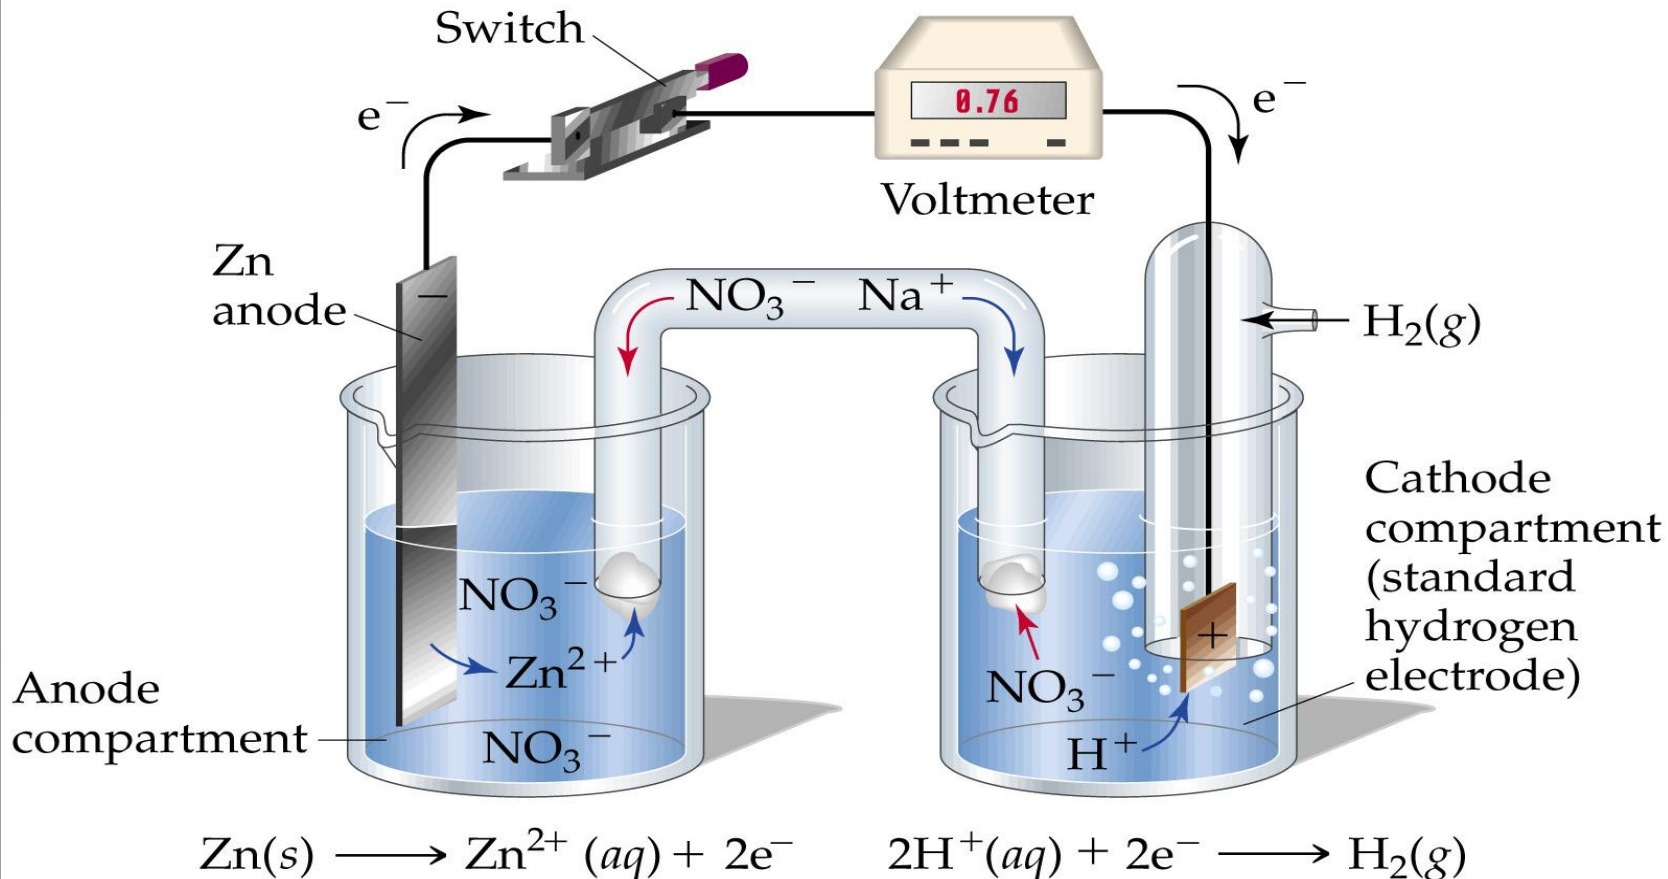 Switch
e⁻
0.76
e⁻
Voltmeter
Zn
anode
−
NO₃⁻ Na⁺
H₂(g)
Cathode
compartment
(standard
hydrogen
electrode)
NO₃⁻
Zn²⁺
NO₃⁻
+
NO₃⁻
H⁺
Anode
compartment
Zn(s) ⟶ Zn²⁺ (aq) + 2e⁻
2H⁺(aq) + 2e⁻ ⟶ H₂(g)